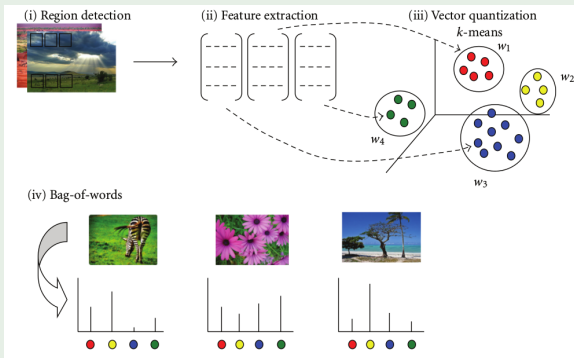 (i) Region detection
(ii) Feature extraction
(iii) Vector quantization
k-means
w1
w2
w3
w4
(iv) Bag-of-words